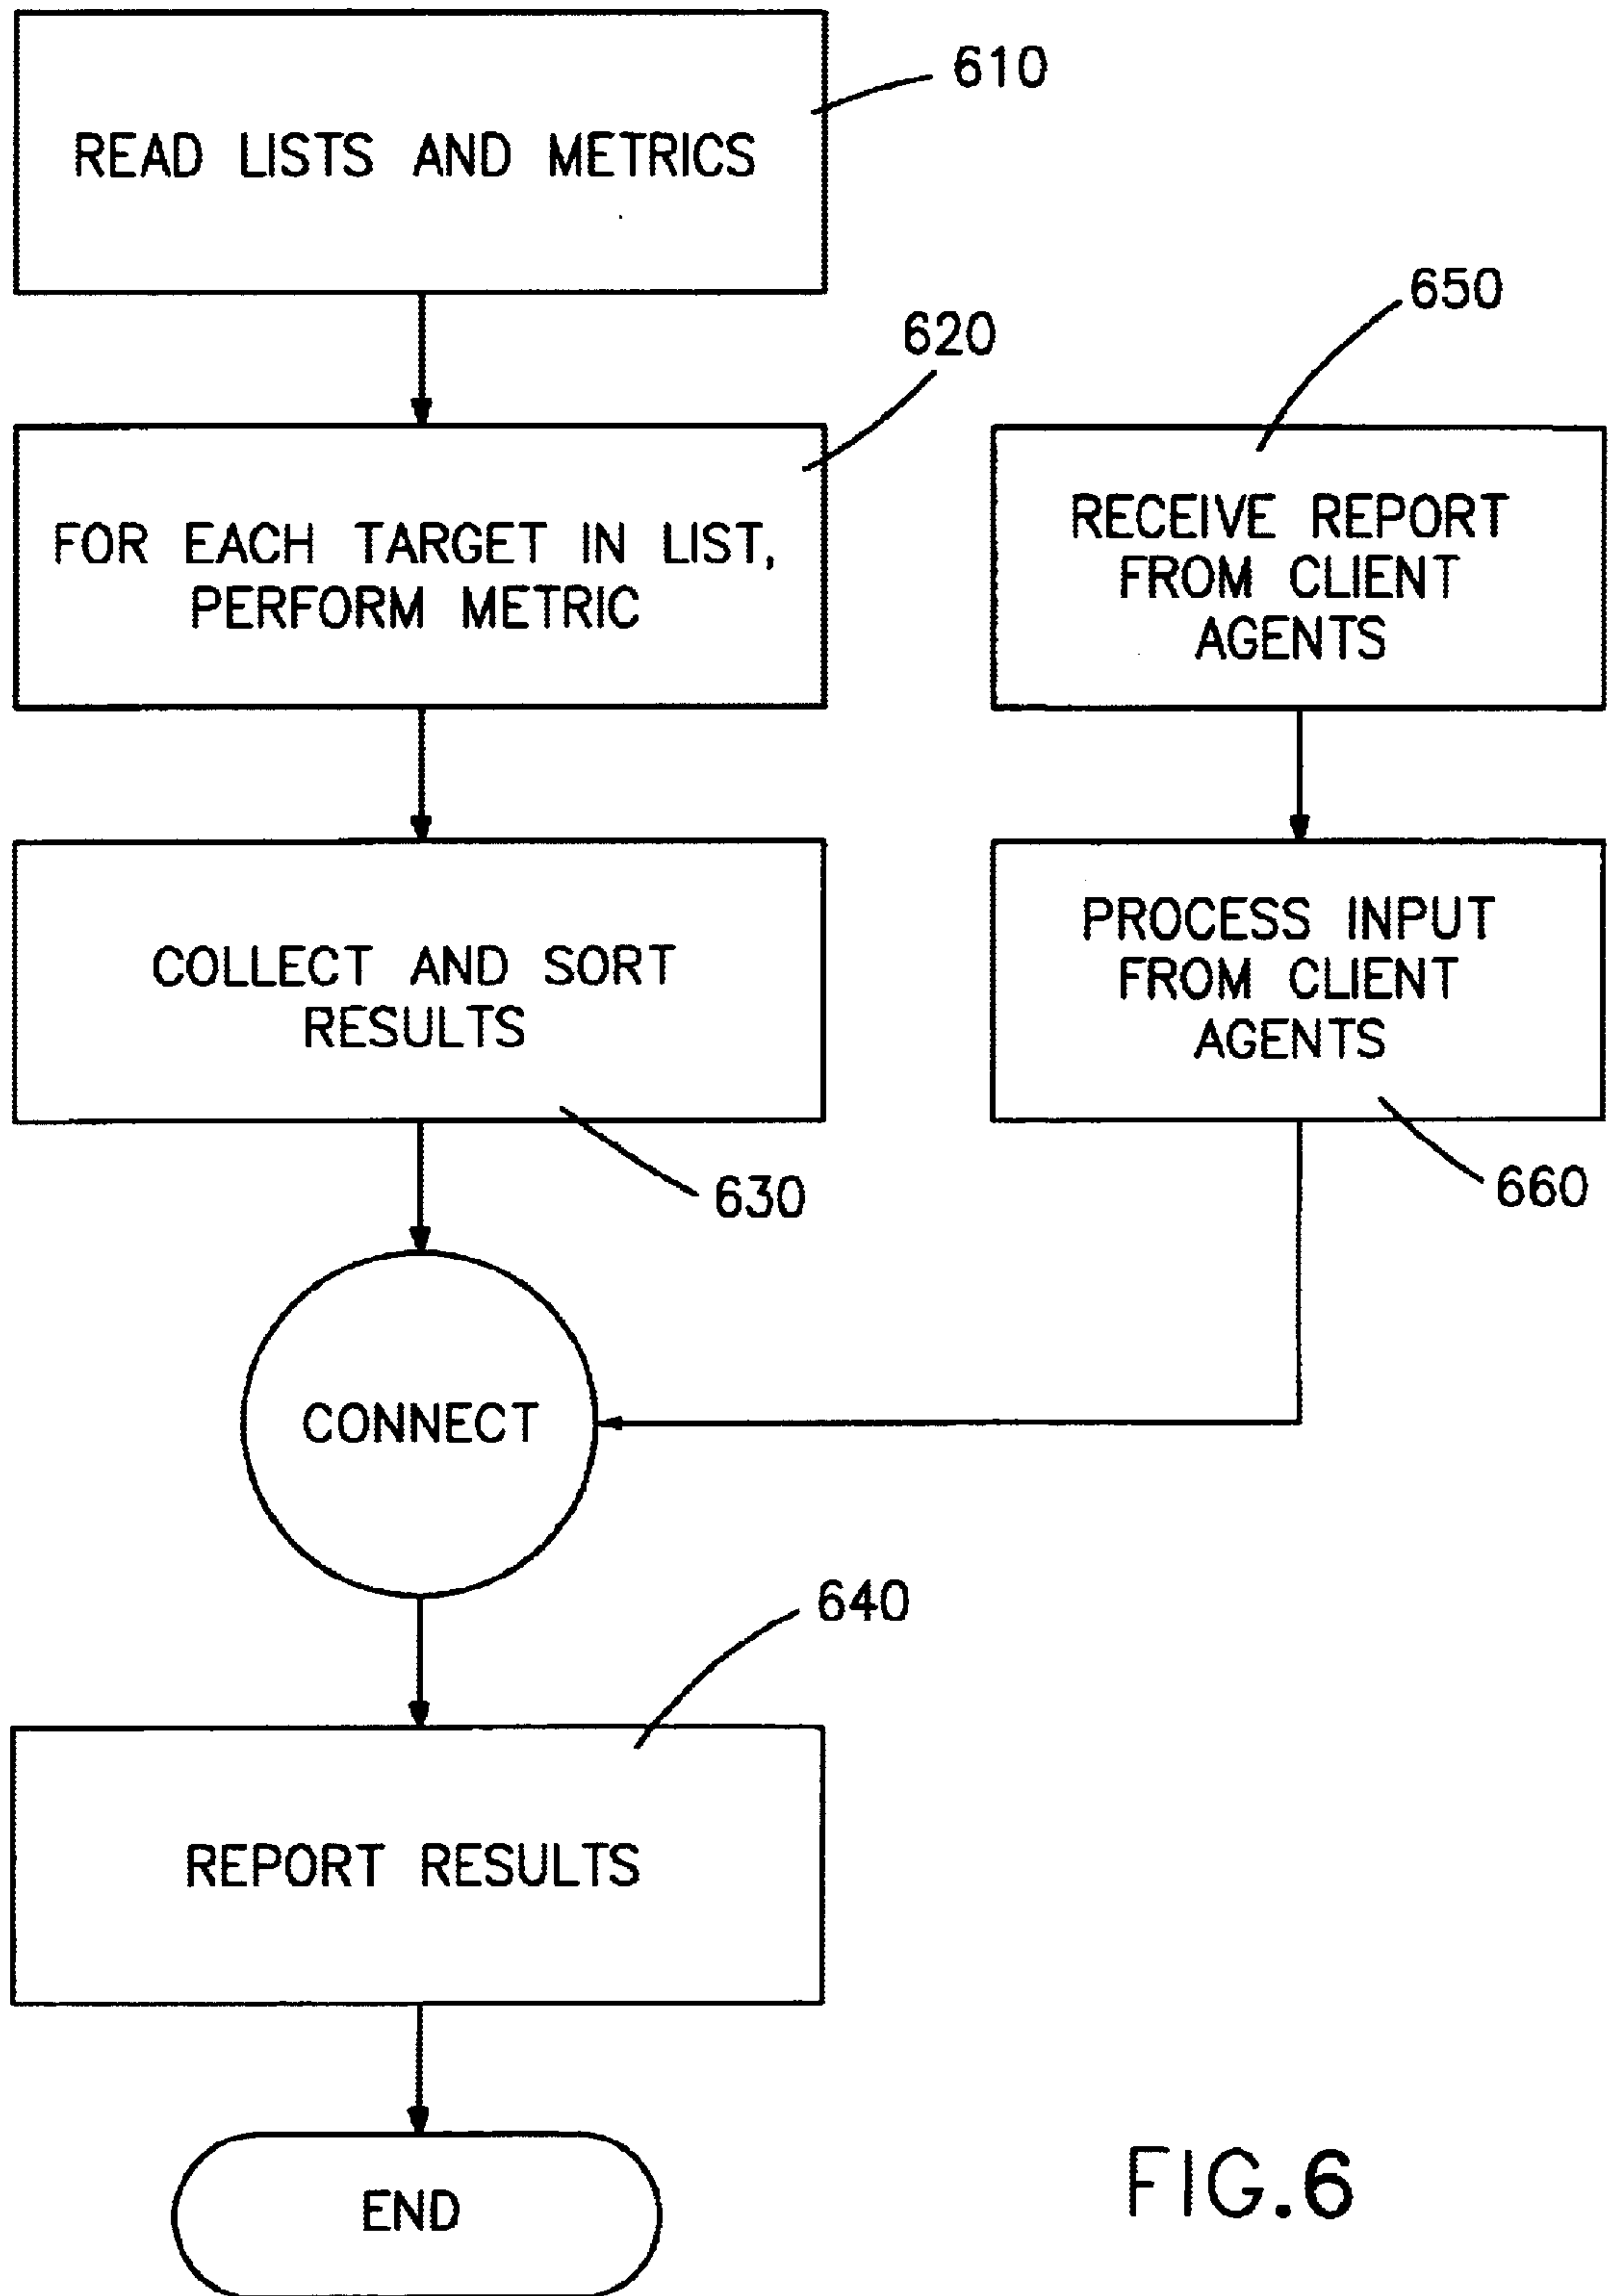 610
READ LISTS AND METRICS
650
620
FOR EACH TARGET IN LIST,
PERFORM METRIC
RECEIVE REPORT
FROM CLIENT
AGENTS
COLLECT AND SORT
RESULTS
PROCESS INPUT
FROM CLIENT
AGENTS
630
660
CONNECT
640
REPORT RESULTS
END
FIG.6